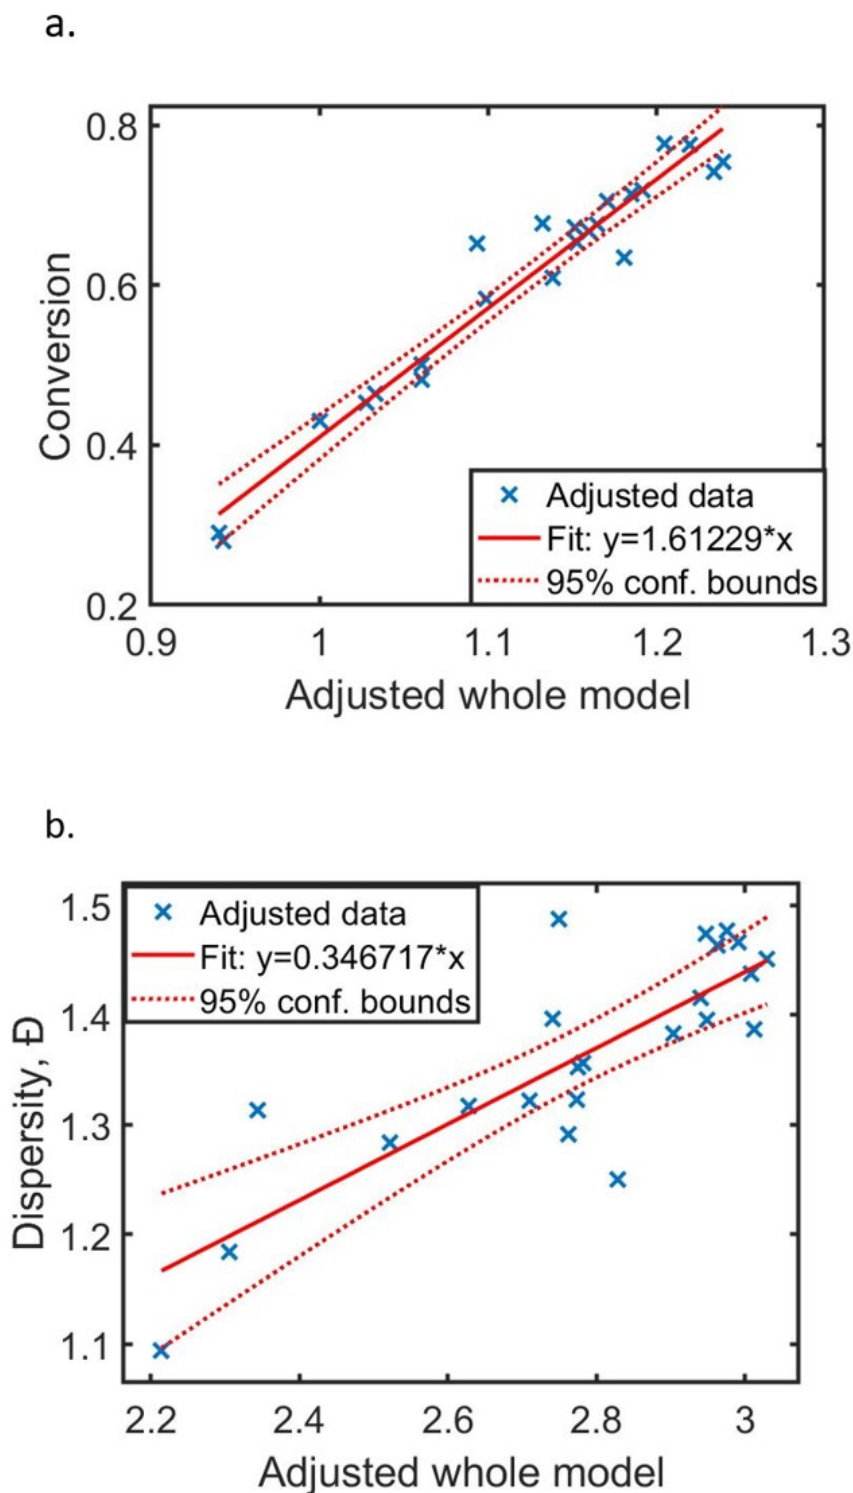 a.
0.8
0.6
0.4
0.2
Conversion
Adjusted data
Fit: y=1.61229*x
95% conf. bounds
0.9 1 1.1 1.2 1.3
Adjusted whole model
b.
1.5
1.4
1.3
1.2
1.1
Dispersity, Đ
Adjusted data
Fit: y=0.346717*x
95% conf. bounds
2.2 2.4 2.6 2.8 3
Adjusted whole model